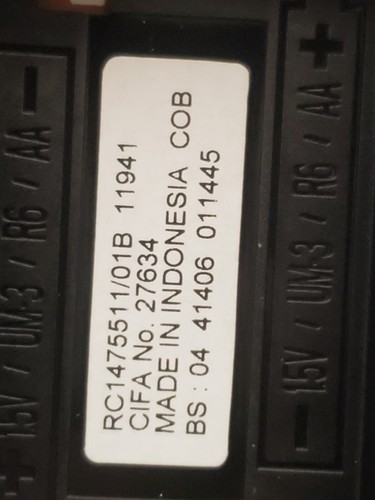 − AA / R6 / UM-3 / 1.5V +
RC1475511/01B 11941
CIFA No. 27634
MADE IN INDONESIA COB
BS : 04 41406 011445
− 1.5V / UM-3 / R6 / AA +